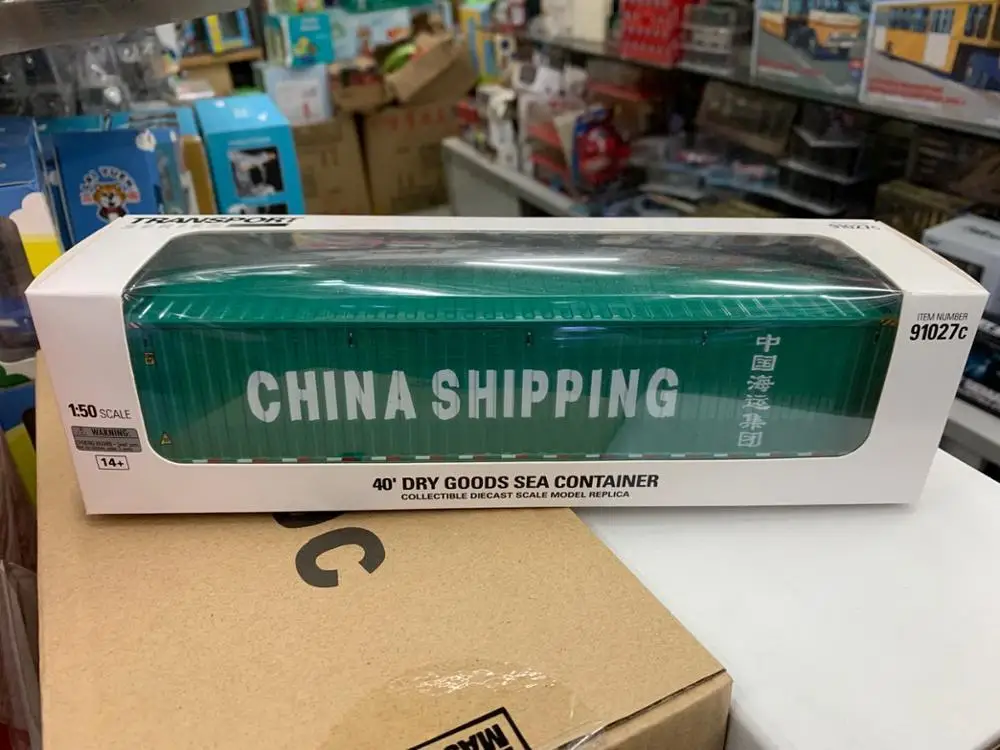 TRANSPORT
91027c
ITEM NUMBER
91027c
CHINA SHIPPING
中国海运集团
1:50 SCALE
WARNING
14+
40' DRY GOODS SEA CONTAINER
COLLECTIBLE DIECAST SCALE MODEL REPLICA